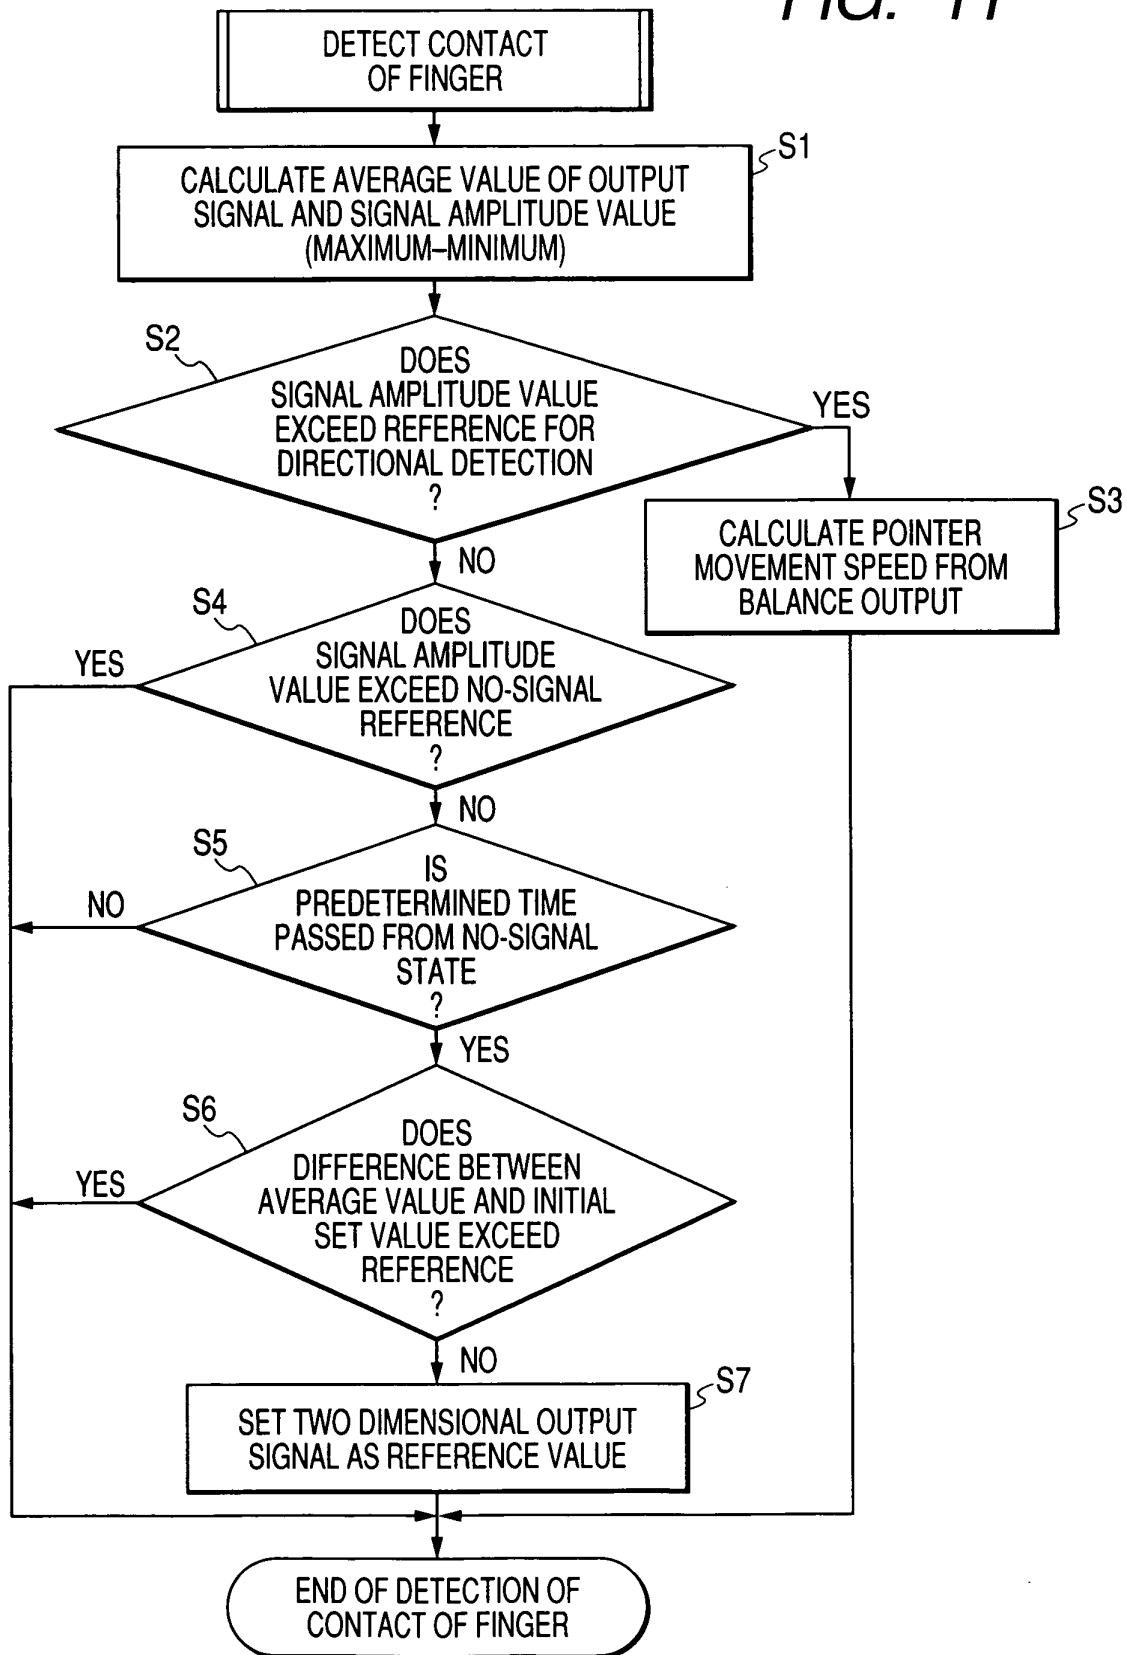 FIG. 11
DETECT CONTACT
OF FINGER
S1
CALCULATE AVERAGE VALUE OF OUTPUT
SIGNAL AND SIGNAL AMPLITUDE VALUE
(MAXIMUM–MINIMUM)
S2
DOES
SIGNAL AMPLITUDE VALUE
EXCEED REFERENCE FOR
DIRECTIONAL DETECTION
?
YES
S3
CALCULATE POINTER
MOVEMENT SPEED FROM
BALANCE OUTPUT
NO
S4
DOES
SIGNAL AMPLITUDE
VALUE EXCEED NO-SIGNAL
REFERENCE
?
YES
NO
S5
IS
PREDETERMINED TIME
PASSED FROM NO-SIGNAL
STATE
?
NO
YES
S6
DOES
DIFFERENCE BETWEEN
AVERAGE VALUE AND INITIAL
SET VALUE EXCEED
REFERENCE
?
YES
NO
S7
SET TWO DIMENSIONAL OUTPUT
SIGNAL AS REFERENCE VALUE
END OF DETECTION OF
CONTACT OF FINGER